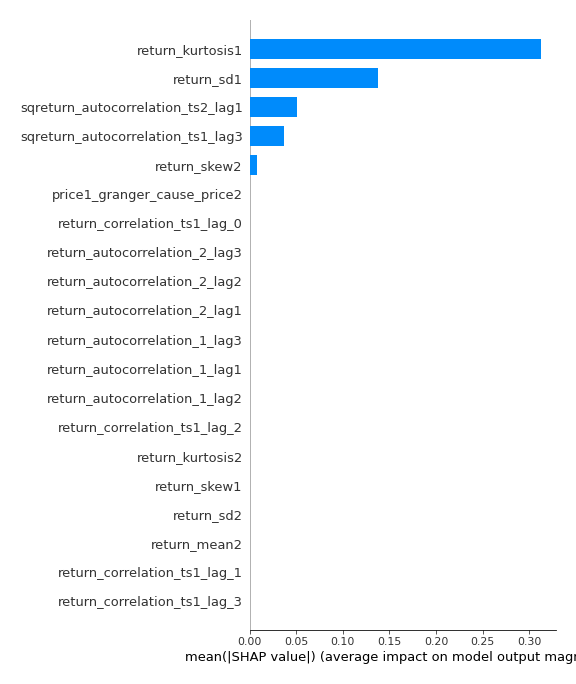 return_kurtosis1
return_sd1
sqreturn_autocorrelation_ts2_lag1
sqreturn_autocorrelation_ts1_lag3
return_skew2
price1_granger_cause_price2
return_correlation_ts1_lag_0
return_autocorrelation_2_lag3
return_autocorrelation_2_lag2
return_autocorrelation_2_lag1
return_autocorrelation_1_lag3
return_autocorrelation_1_lag1
return_autocorrelation_1_lag2
return_correlation_ts1_lag_2
return_kurtosis2
return_skew1
return_sd2
return_mean2
return_correlation_ts1_lag_1
return_correlation_ts1_lag_3
0.00 0.05 0.10 0.15 0.20 0.25 0.30
mean(|SHAP value|) (average impact on model output magn